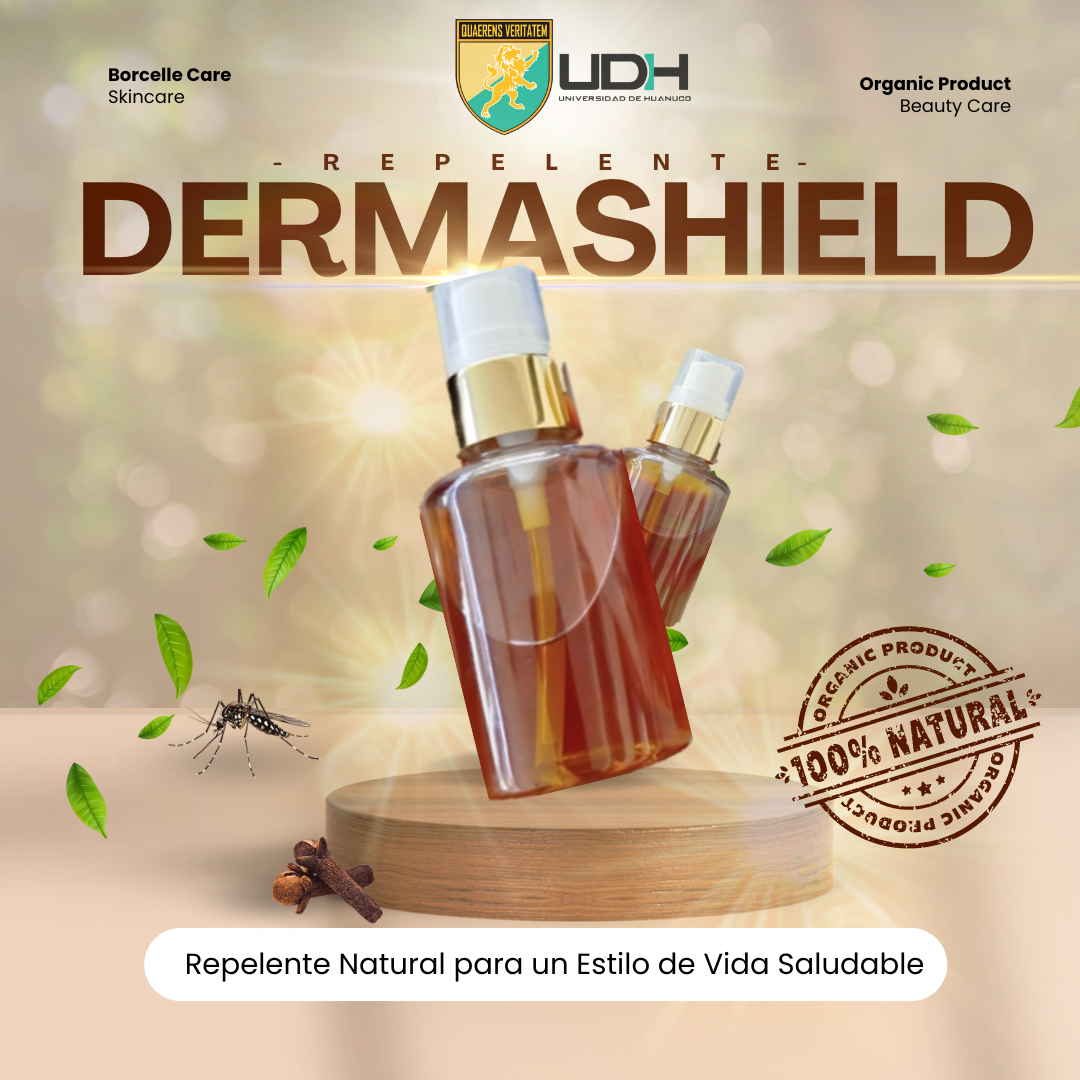 QUAERENS VERITATEM
UDH
UNIVERSIDAD DE HUANUCO
Borcelle Care
Skincare
Organic Product
Beauty Care
- REPELENTE-
DERMASHIELD
ORGANIC PRODUCT
100% NATURAL
ORGANIC PRODUCT
Repelente Natural para un Estilo de Vida Saludable